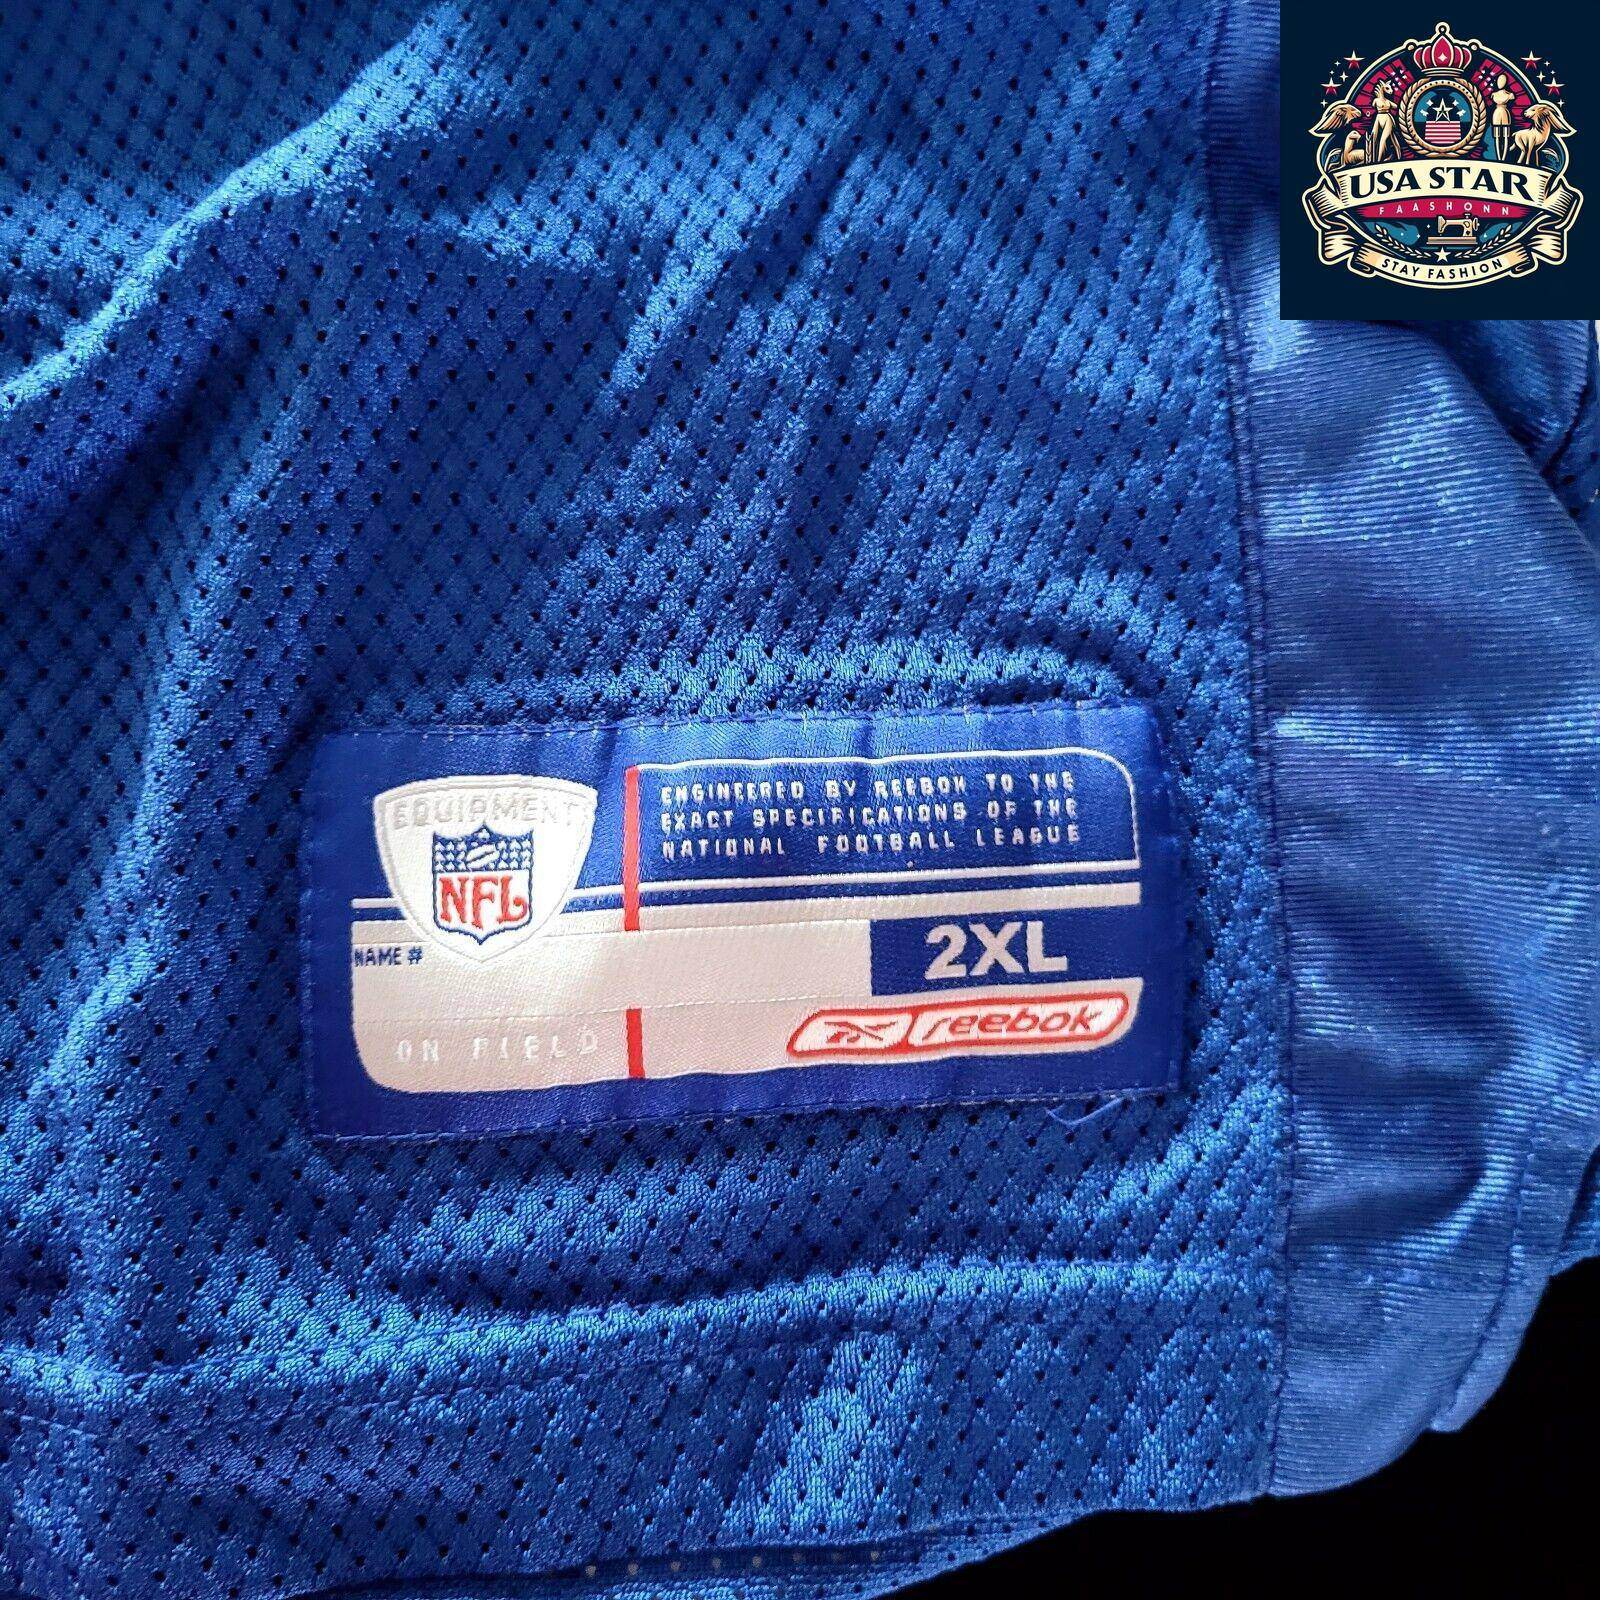 USA STAR
FAASHONN
STAY FASHION
EQUIPMENT
NFL
ENGINEERED BY REEBOK TO THE
EXACT SPECIFICATIONS OF THE
NATIONAL FOOTBALL LEAGUE
NAME #
2XL
ON FIELD
reebok